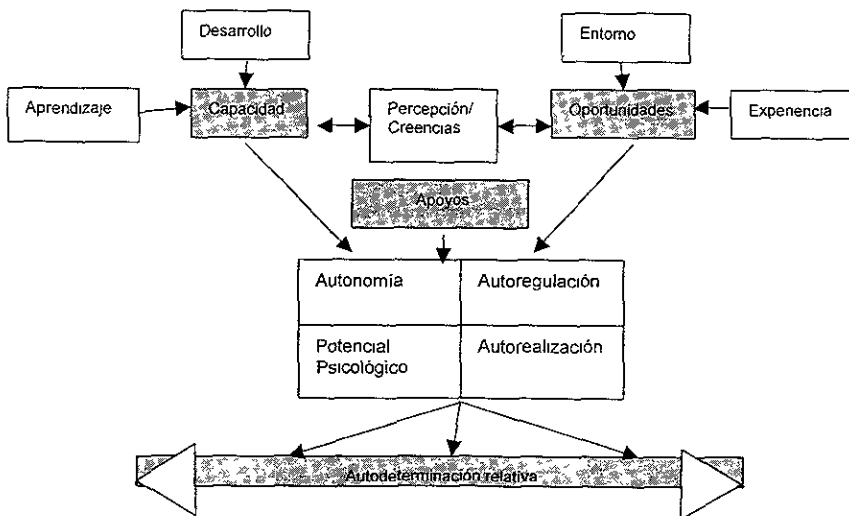 Desarrollo
Entorno
Aprendizaje
Capacidad
Percepción/
Creencias
Oportunidades
Expenencia
Apoyos
Autonomía
Autoregulación
Potencial
Psicológico
Autorealización
Autodeterminación relativa